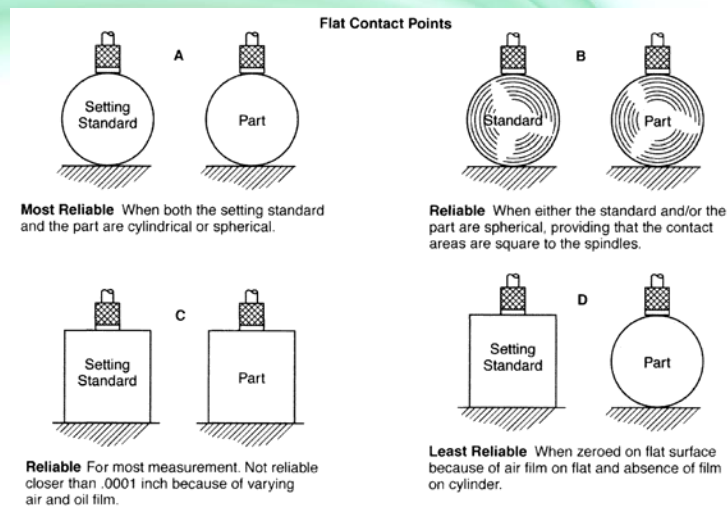 Flat Contact Points
A
Setting
Standard
Part
Most Reliable When both the setting standard
and the part are cylindrical or spherical.
B
Standard
Part
Reliable When either the standard and/or the
part are spherical, providing that the contact
areas are square to the spindles.
C
Setting
Standard
Part
Reliable For most measurement. Not reliable
closer than .0001 inch because of varying
air and oil film.
D
Setting
Standard
Part
Least Reliable When zeroed on flat surface
because of air film on flat and absence of film
on cylinder.